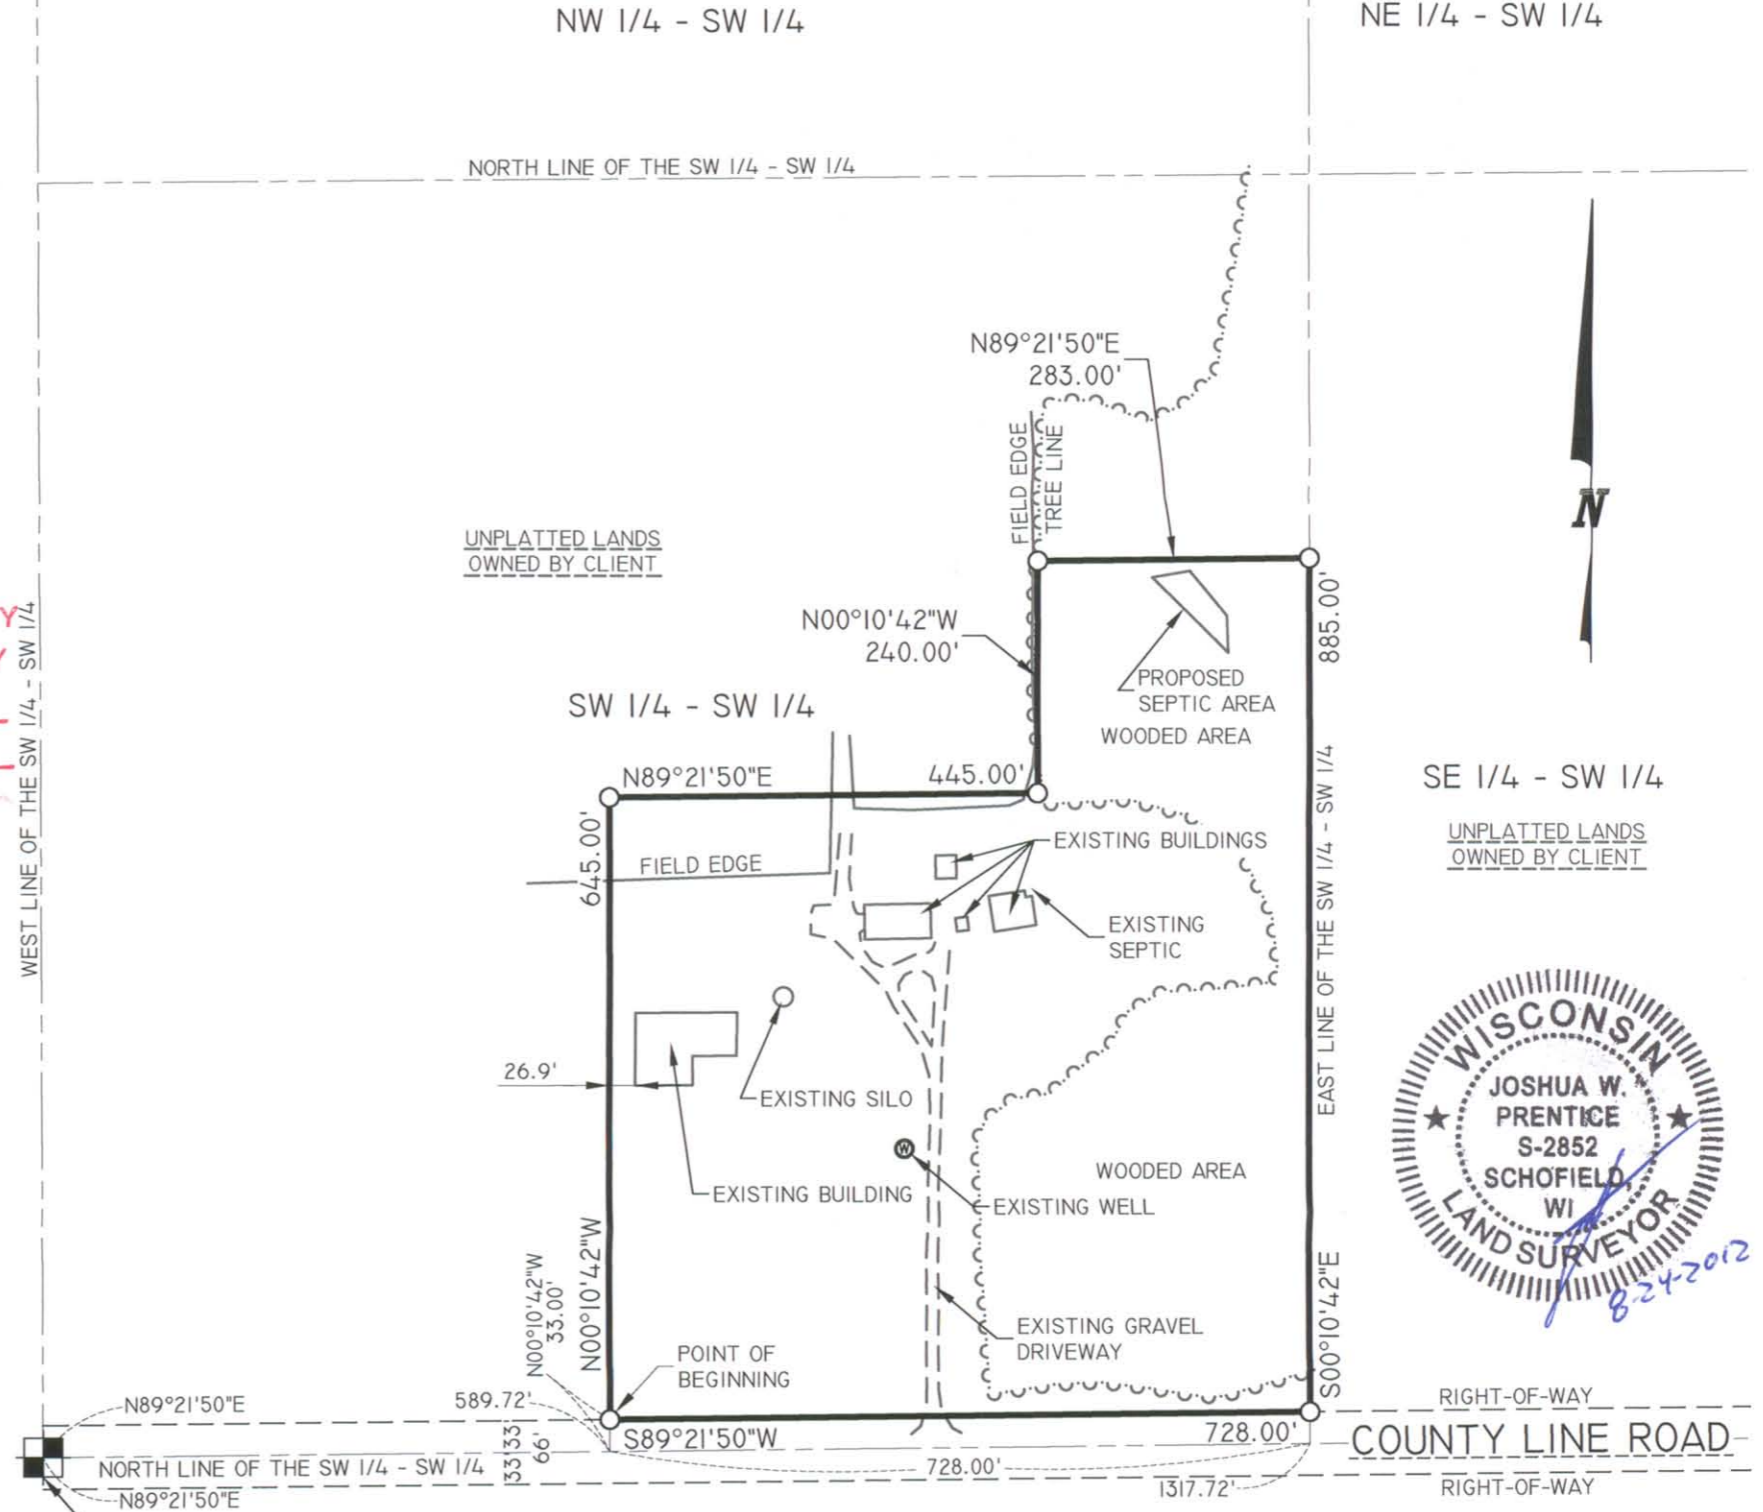 NW 1/4 - SW 1/4
NE 1/4 - SW 1/4
NORTH LINE OF THE SW 1/4 - SW 1/4
N89°21'50"E
283.00'
FIELD EDGE
TREE LINE
N
UNPLATTED LANDS
OWNED BY CLIENT
N00°10'42"W
240.00'
885.00'
PROPOSED
SEPTIC AREA
WOODED AREA
Y
WEST LINE OF THE SW 1/4 - SW 1/4
SW 1/4 - SW 1/4
N89°21'50"E
445.00'
SE 1/4 - SW 1/4
UNPLATTED LANDS
OWNED BY CLIENT
645.00'
FIELD EDGE
EXISTING BUILDINGS
EXISTING
SEPTIC
EAST LINE OF THE SW 1/4 - SW 1/4
26.9'
EXISTING SILO
W
EXISTING WELL
EXISTING BUILDING
WOODED AREA
WISCONSIN
JOSHUA W.
PRENTICE
S-2852
SCHOFIELD,
WI
LAND SURVEYOR
8-24-2012
N00°10'42"W
33.00'
N00°10'42"W
EXISTING GRAVEL
DRIVEWAY
S00°10'42"E
POINT OF
BEGINNING
N89°21'50"E
589.72'
S89°21'50"W
728.00'
RIGHT-OF-WAY
COUNTY LINE ROAD
NORTH LINE OF THE SW 1/4 - SW 1/4
33'
33'
66'
728.00'
1317.72'
RIGHT-OF-WAY
N89°21'50"E